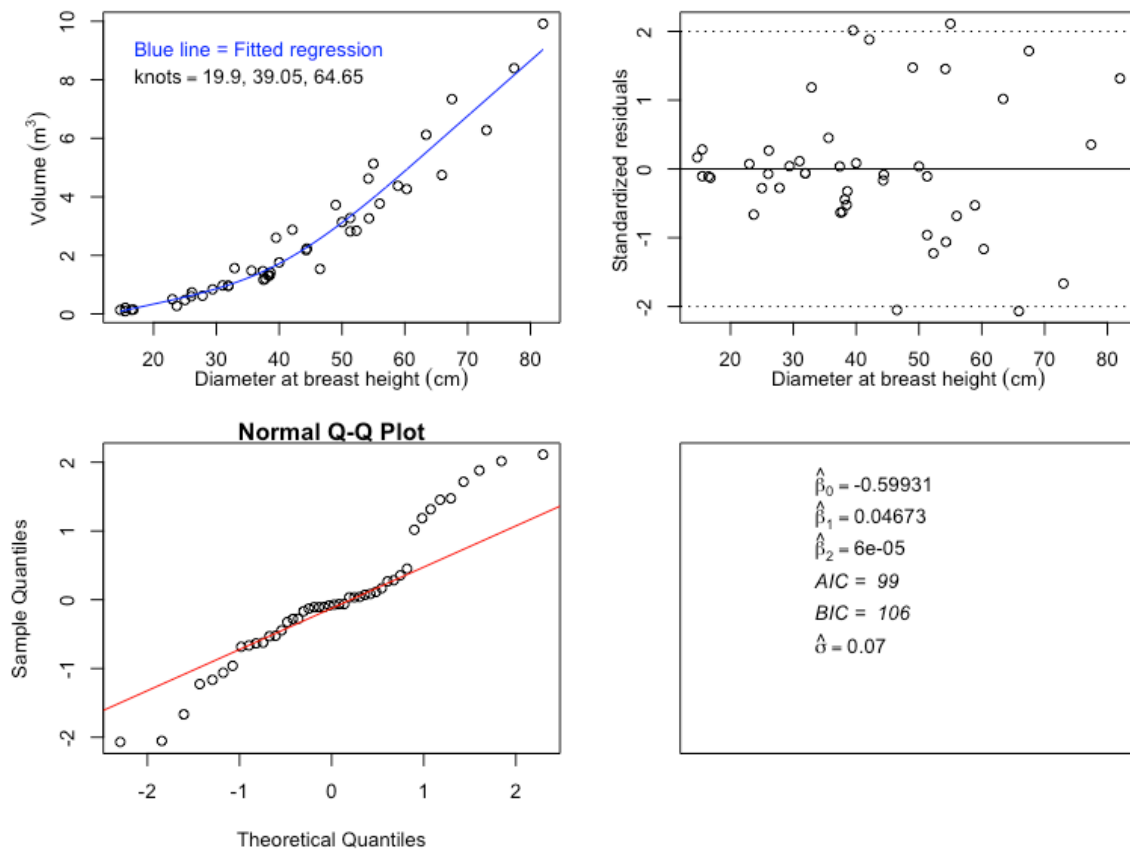 Blue line = Fitted regression
knots = 19.9, 39.05, 64.65
Volume (m³)
0
2
4
6
8
10
20 30 40 50 60 70 80
Diameter at breast height (cm)
Standardized residuals
-2
-1
0
1
2
20 30 40 50 60 70 80
Diameter at breast height (cm)
Normal Q-Q Plot
Sample Quantiles
-2
-1
0
1
2
-2 -1 0 1 2
Theoretical Quantiles
β̂₀ = -0.59931
β̂₁ = 0.04673
β̂₂ = 6e-05
AIC = 99
BIC = 106
σ̂ = 0.07